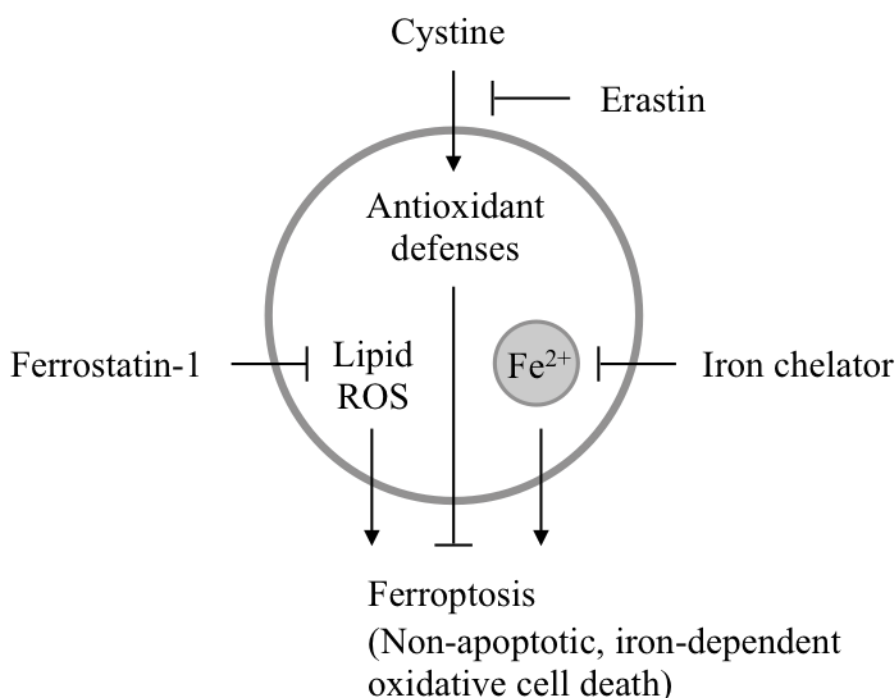 Cystine
Erastin
Antioxidant
defenses
Ferrostatin-1
Lipid
ROS
Fe²⁺
Iron chelator
Ferroptosis
(Non-apoptotic, iron-dependent
oxidative cell death)